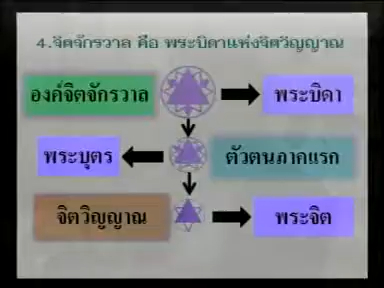 4.จิตจักรวาล คือ พระบิดาแห่งจิตวิญญาณ
องค์จิตจักรวาล
พระบิดา
พระบุตร
ตัวตนภาคแรก
จิตวิญญาณ
พระจิต